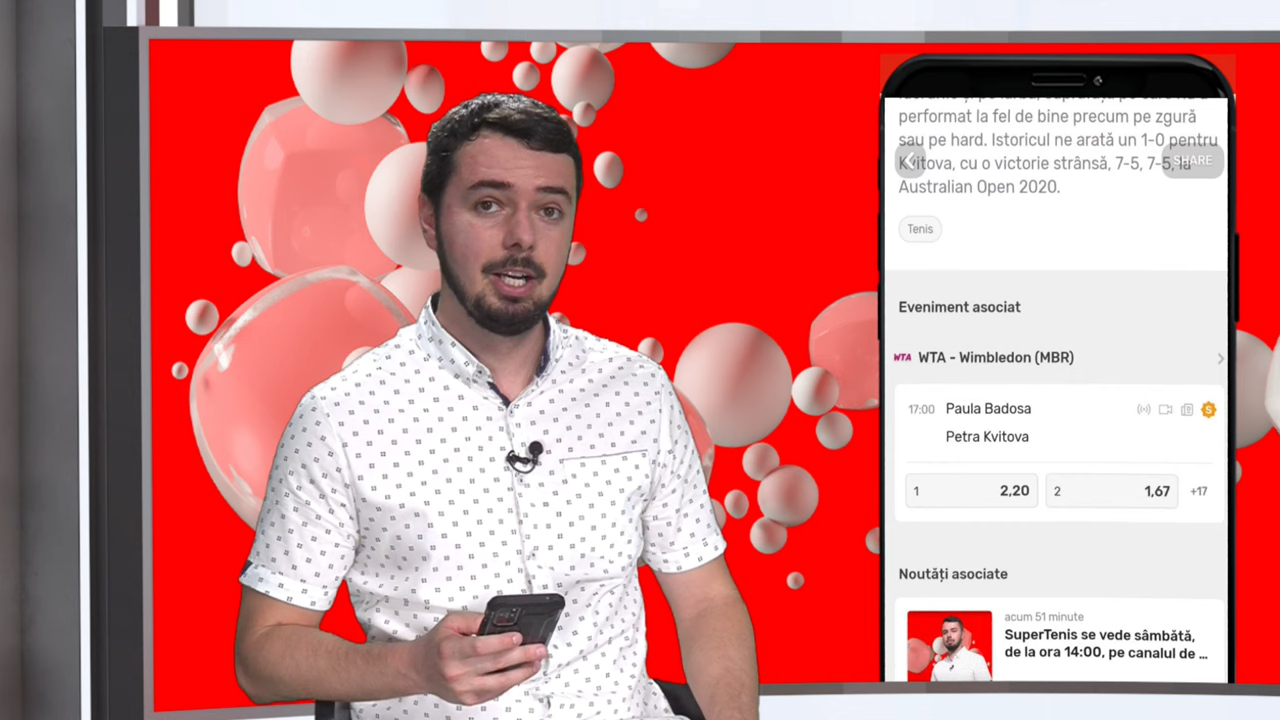 performat la fel de bine precum pe zgură
sau pe hard. Istoricul ne arată un 1-0 pentru
Kvitova, cu o victorie strânsă, 7-5, 7-5, la
SHARE
Australian Open 2020.
Tenis
Eveniment asociat
WTA WTA - Wimbledon (MBR)
17:00 Paula Badosa
S
Petra Kvitova
1 2,20 2 1,67 +17
Noutăți asociate
acum 51 minute
SuperTenis se vede sâmbătă,
de la ora 14:00, pe canalul de ...